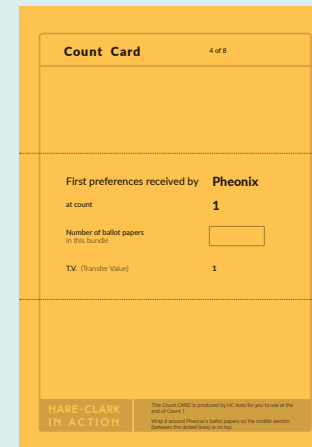 Count Card
4 of 8
First preferences received by Pheonix
at count 1
Number of ballot papers
in this bundle
T.V. (Transfer Value) 1
HARE-CLARK
IN ACTION
This Count CARD is produced by HC Auto for you to use at the
end of Count 1.
Wrap it around Pheonix's ballot papers so the middle section
(between the dotted lines) is on top